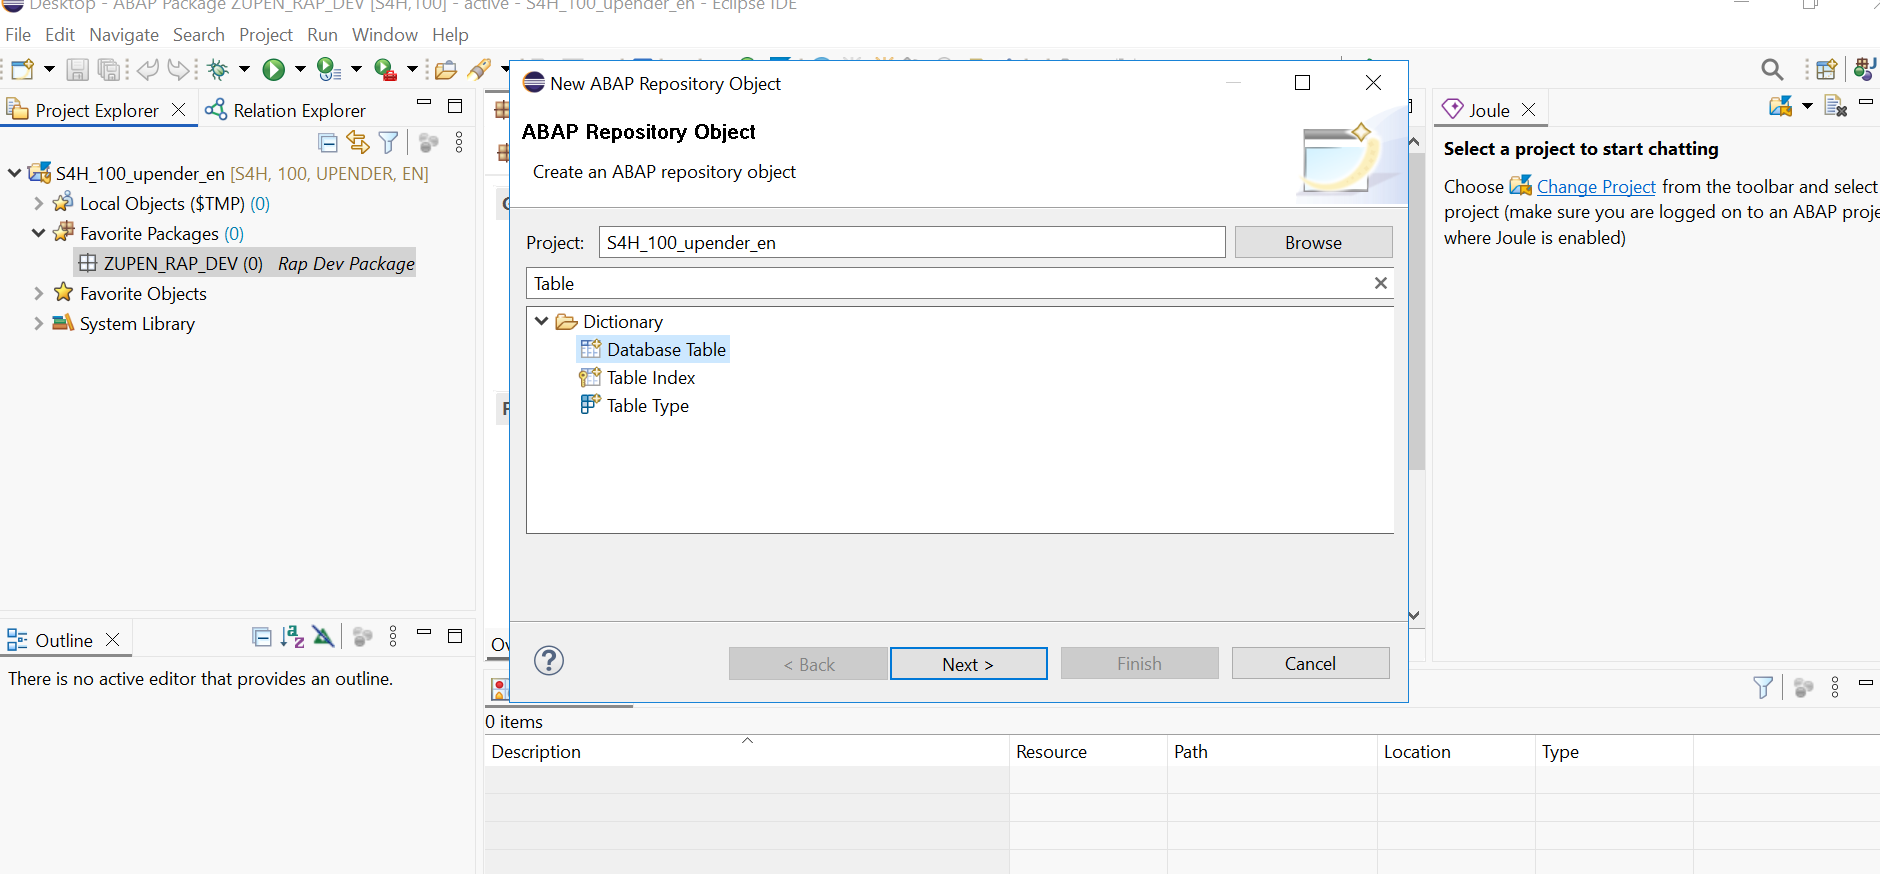 Desktop - ABAP Package ZUPEN_RAP_DEV [S4H,100] - active - S4H_100_upender_en - Eclipse IDE
File Edit Navigate Search Project Run Window Help
Project Explorer
Relation Explorer
S4H_100_upender_en [S4H, 100, UPENDER, EN]
Local Objects ($TMP) (0)
Favorite Packages (0)
ZUPEN_RAP_DEV (0) Rap Dev Package
Favorite Objects
System Library
Outline
There is no active editor that provides an outline.
New ABAP Repository Object
ABAP Repository Object
Create an ABAP repository object
Project: S4H_100_upender_en Browse
Table
Dictionary
Database Table
Table Index
Table Type
< Back Next > Finish Cancel
Joule
Select a project to start chatting
Choose Change Project from the toolbar and select
project (make sure you are logged on to an ABAP proje
where Joule is enabled)
0 items
Description Resource Path Location Type